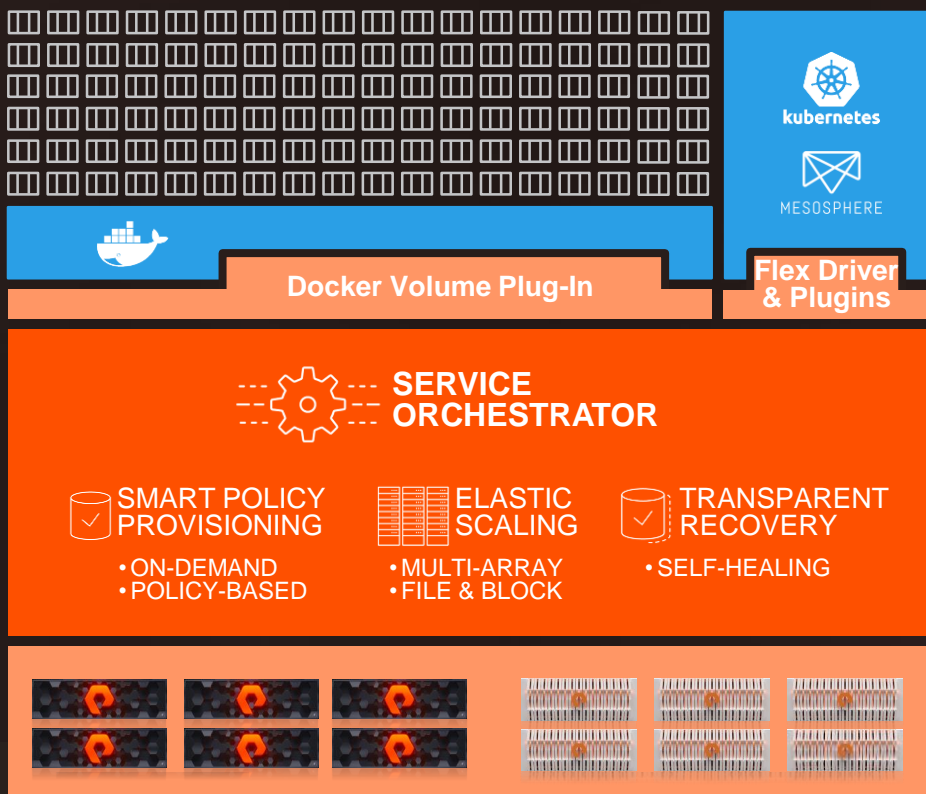 kubernetes
MESOSPHERE
Docker Volume Plug-In
Flex Driver
& Plugins
SERVICE
ORCHESTRATOR
SMART POLICY
PROVISIONING
• ON-DEMAND
• POLICY-BASED
ELASTIC
SCALING
• MULTI-ARRAY
• FILE & BLOCK
TRANSPARENT
RECOVERY
• SELF-HEALING